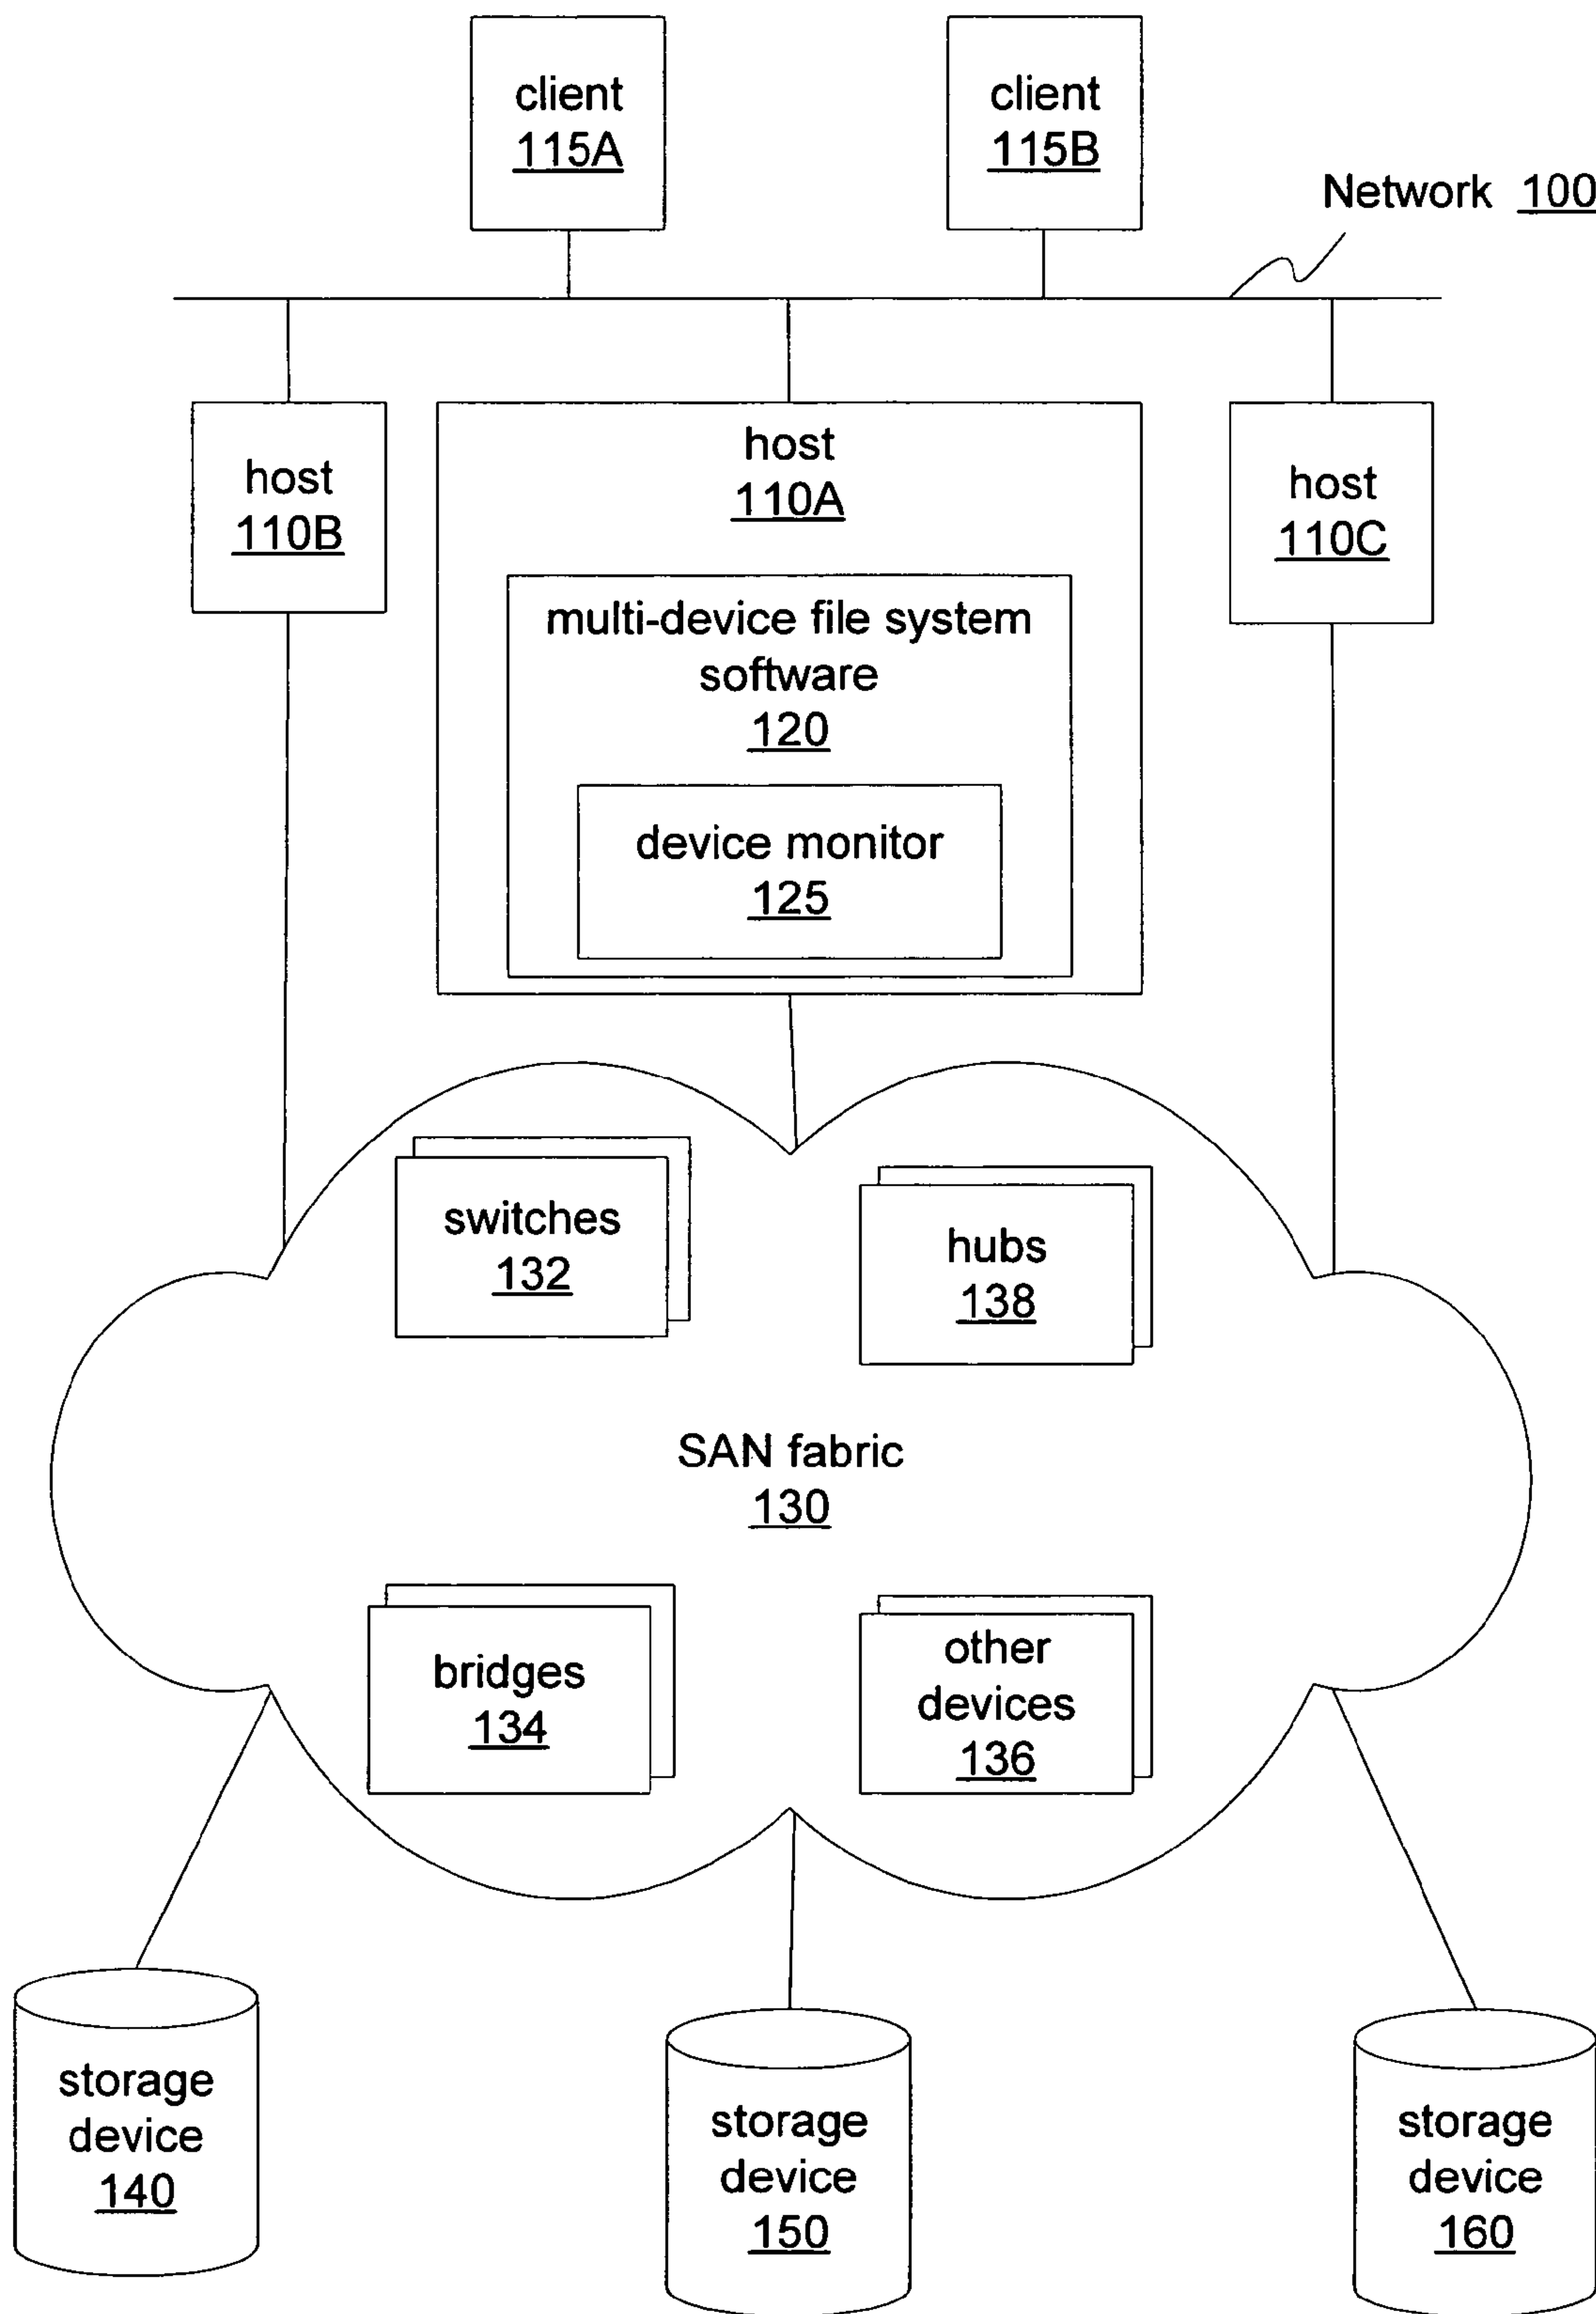 client
115A
client
115B
Network 100
host
110B
host
110A
host
110C
multi-device file system
software
120
device monitor
125
switches
132
hubs
138
SAN fabric
130
bridges
134
other
devices
136
storage
device
140
storage
device
150
storage
device
160